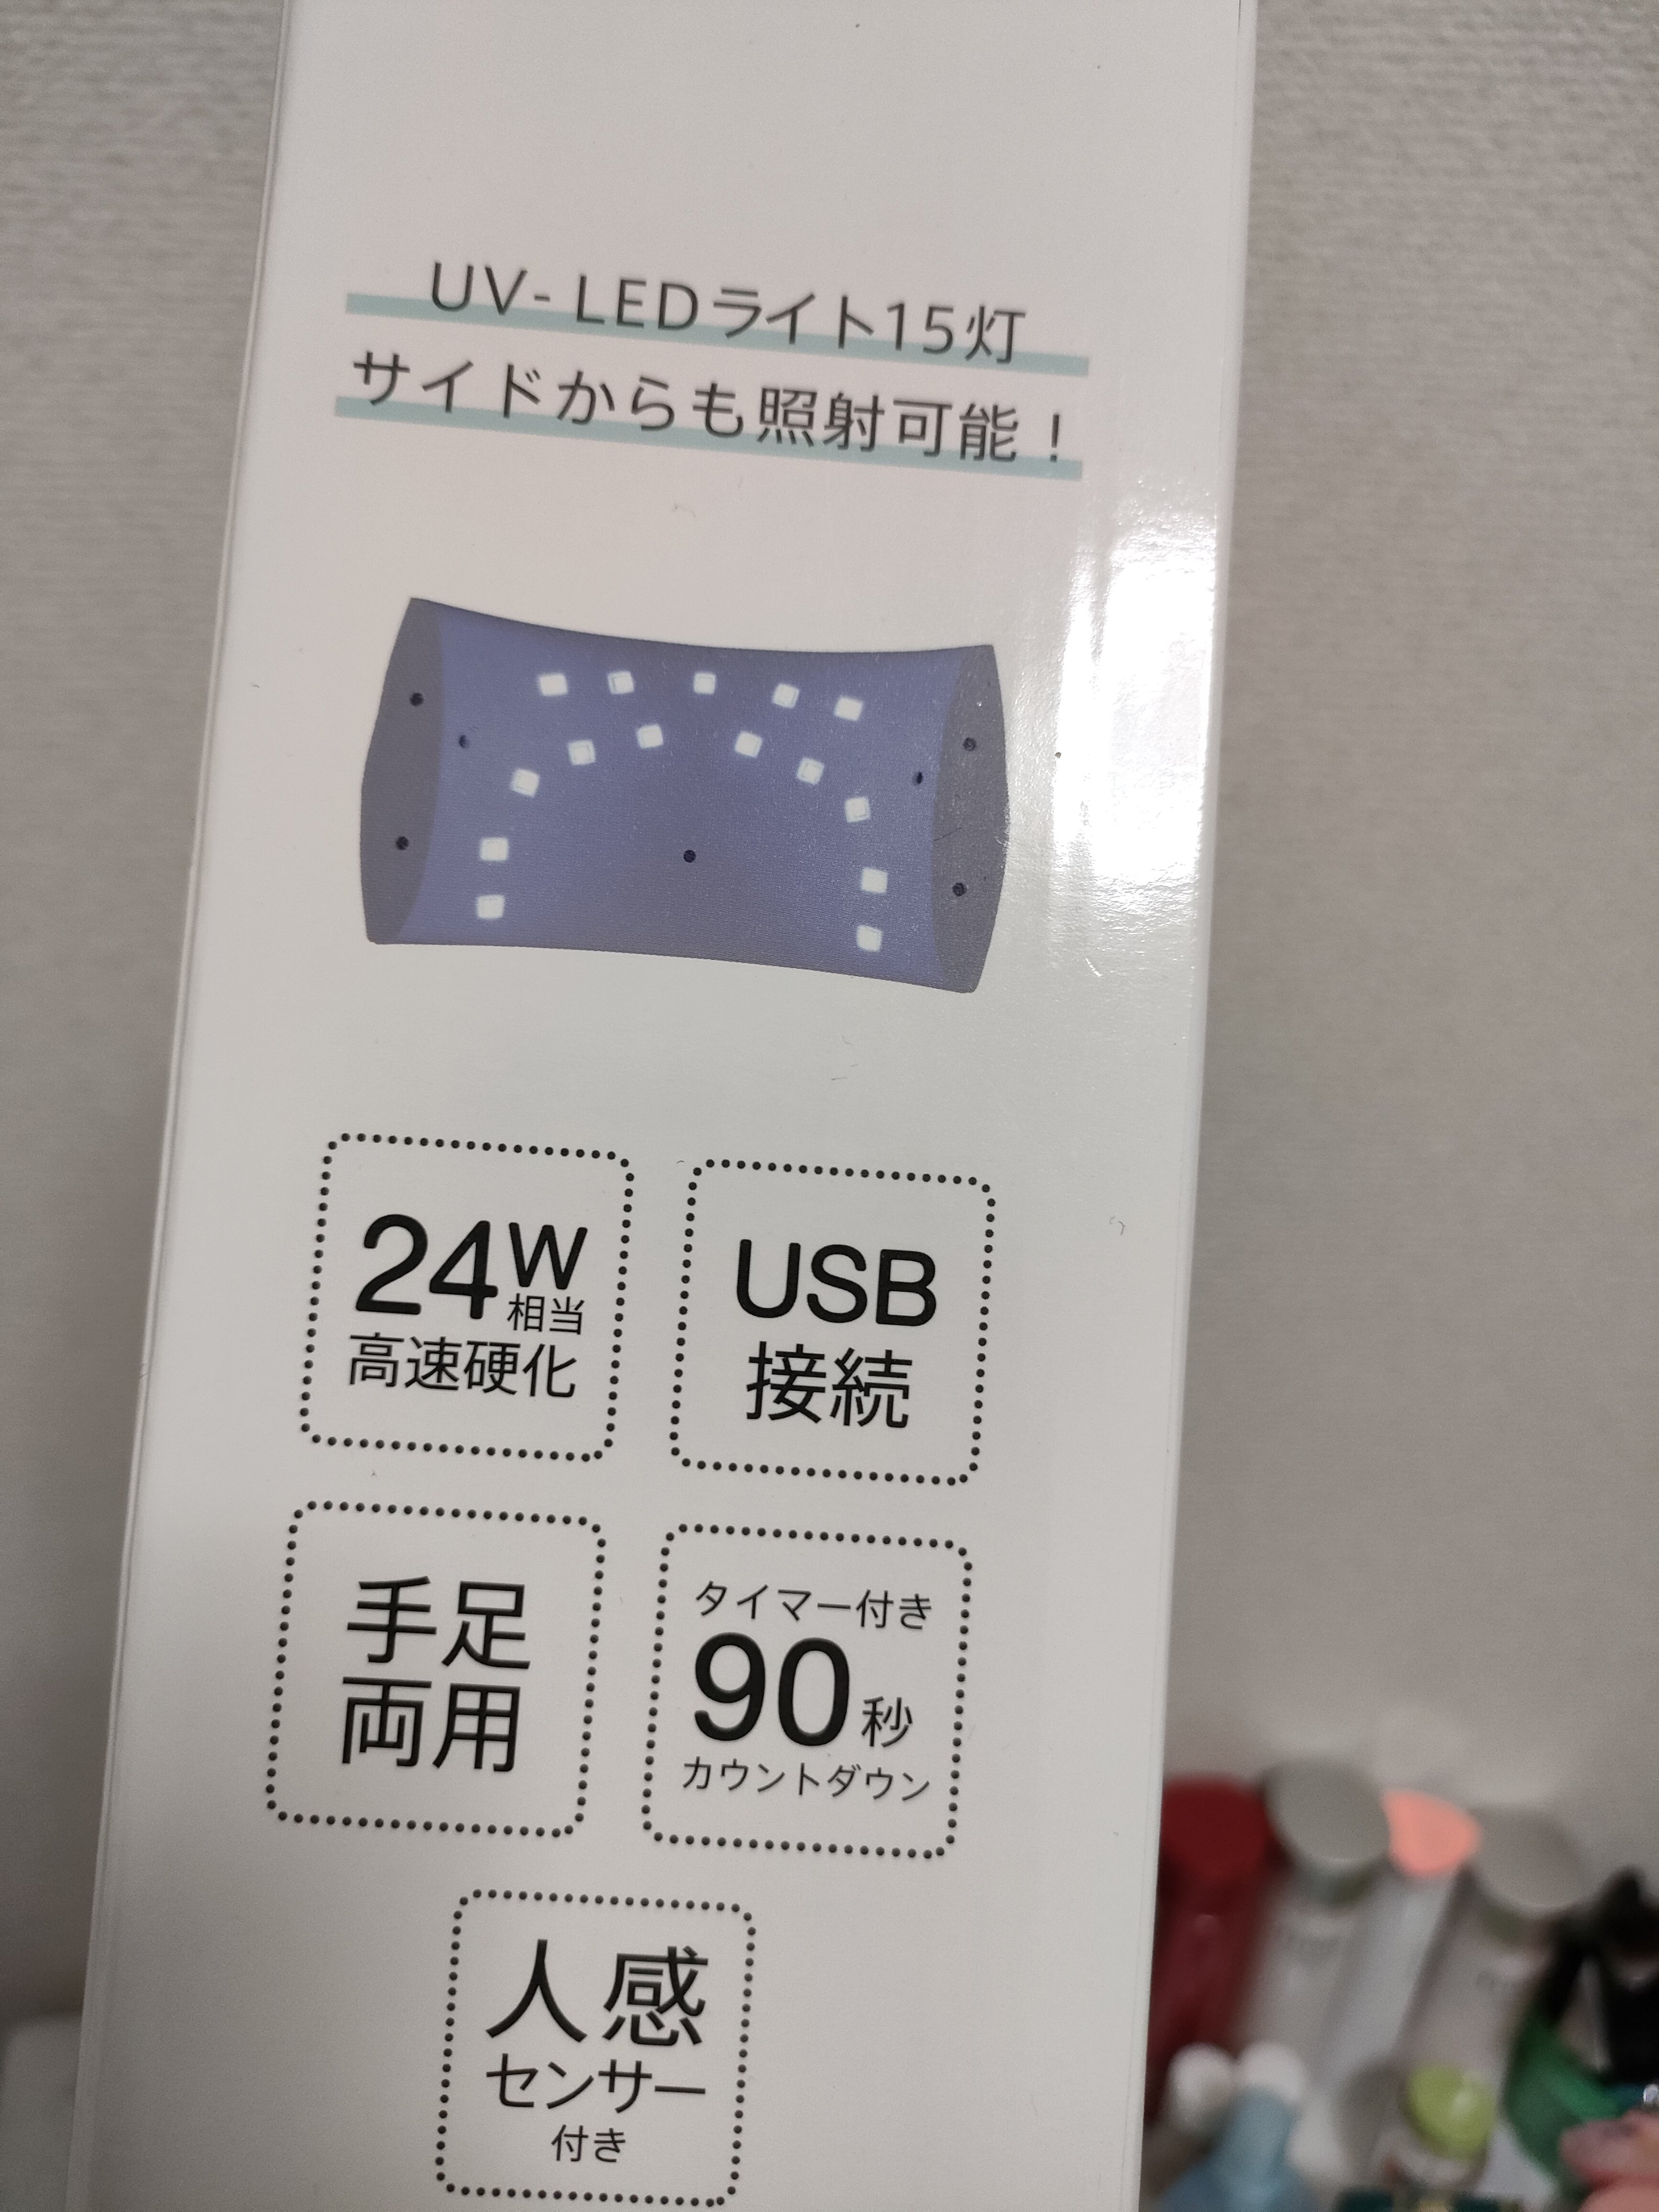 UV-LEDライト15灯
サイドからも照射可能！
24W
相当
高速硬化
USB
接続
手足
両用
タイマー付き
90秒
カウントダウン
人感
センサー
付き